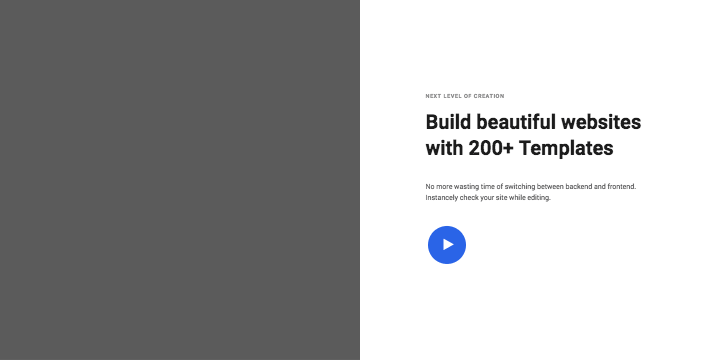 NEXT LEVEL OF CREATION
Build beautiful websites
with 200+ Templates
No more wasting time of switching between backend and frontend.
Instancely check your site while editing.